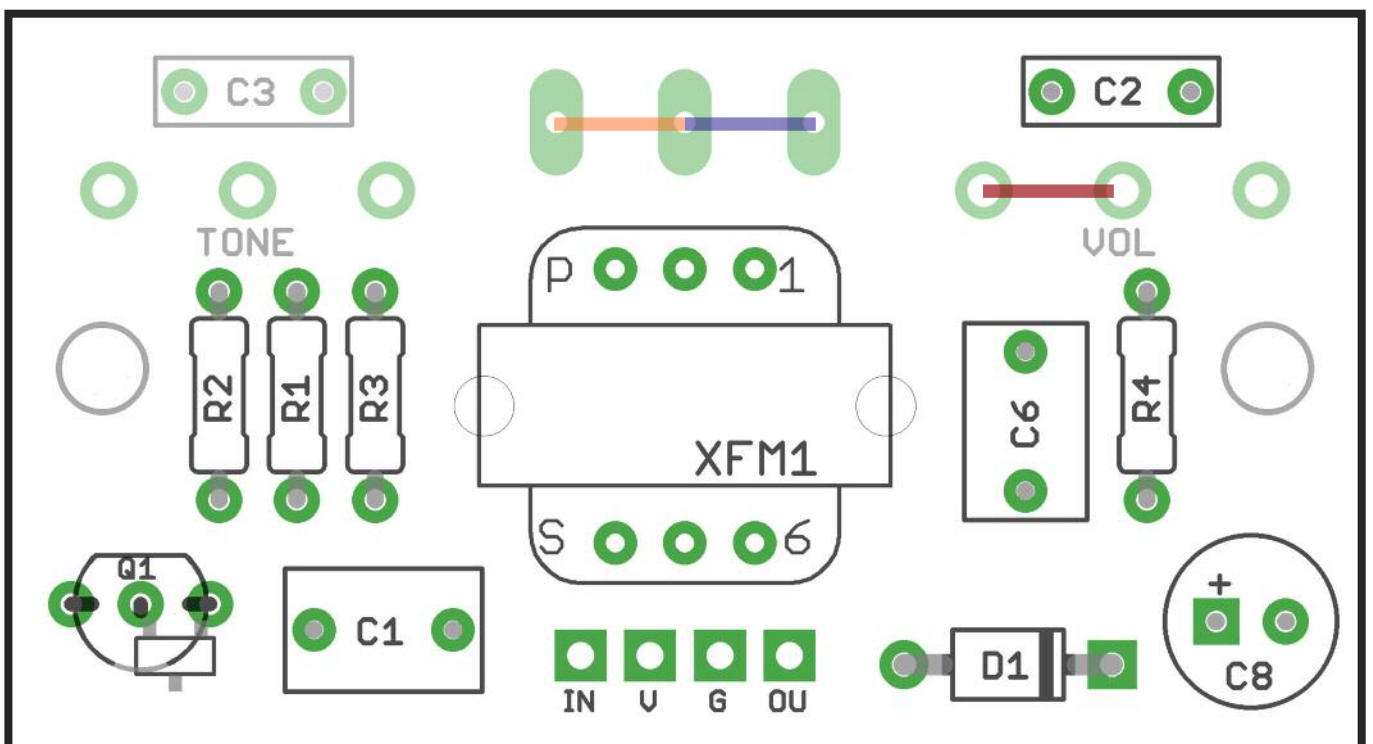 C3
C2
TONE
VOL
P 1
R2 R1 R3
C6 R4
XFM1
S 6
Q1
C1
+
D1
C8
IN V G OU